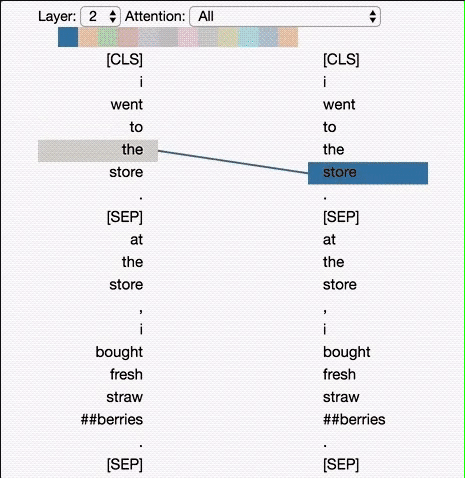 Layer: 2 Attention: All
[CLS] [CLS]
i i
went went
to to
the the
store store
. .
[SEP] [SEP]
at at
the the
store store
, ,
i i
bought bought
fresh fresh
straw straw
##berries ##berries
. .
[SEP] [SEP]